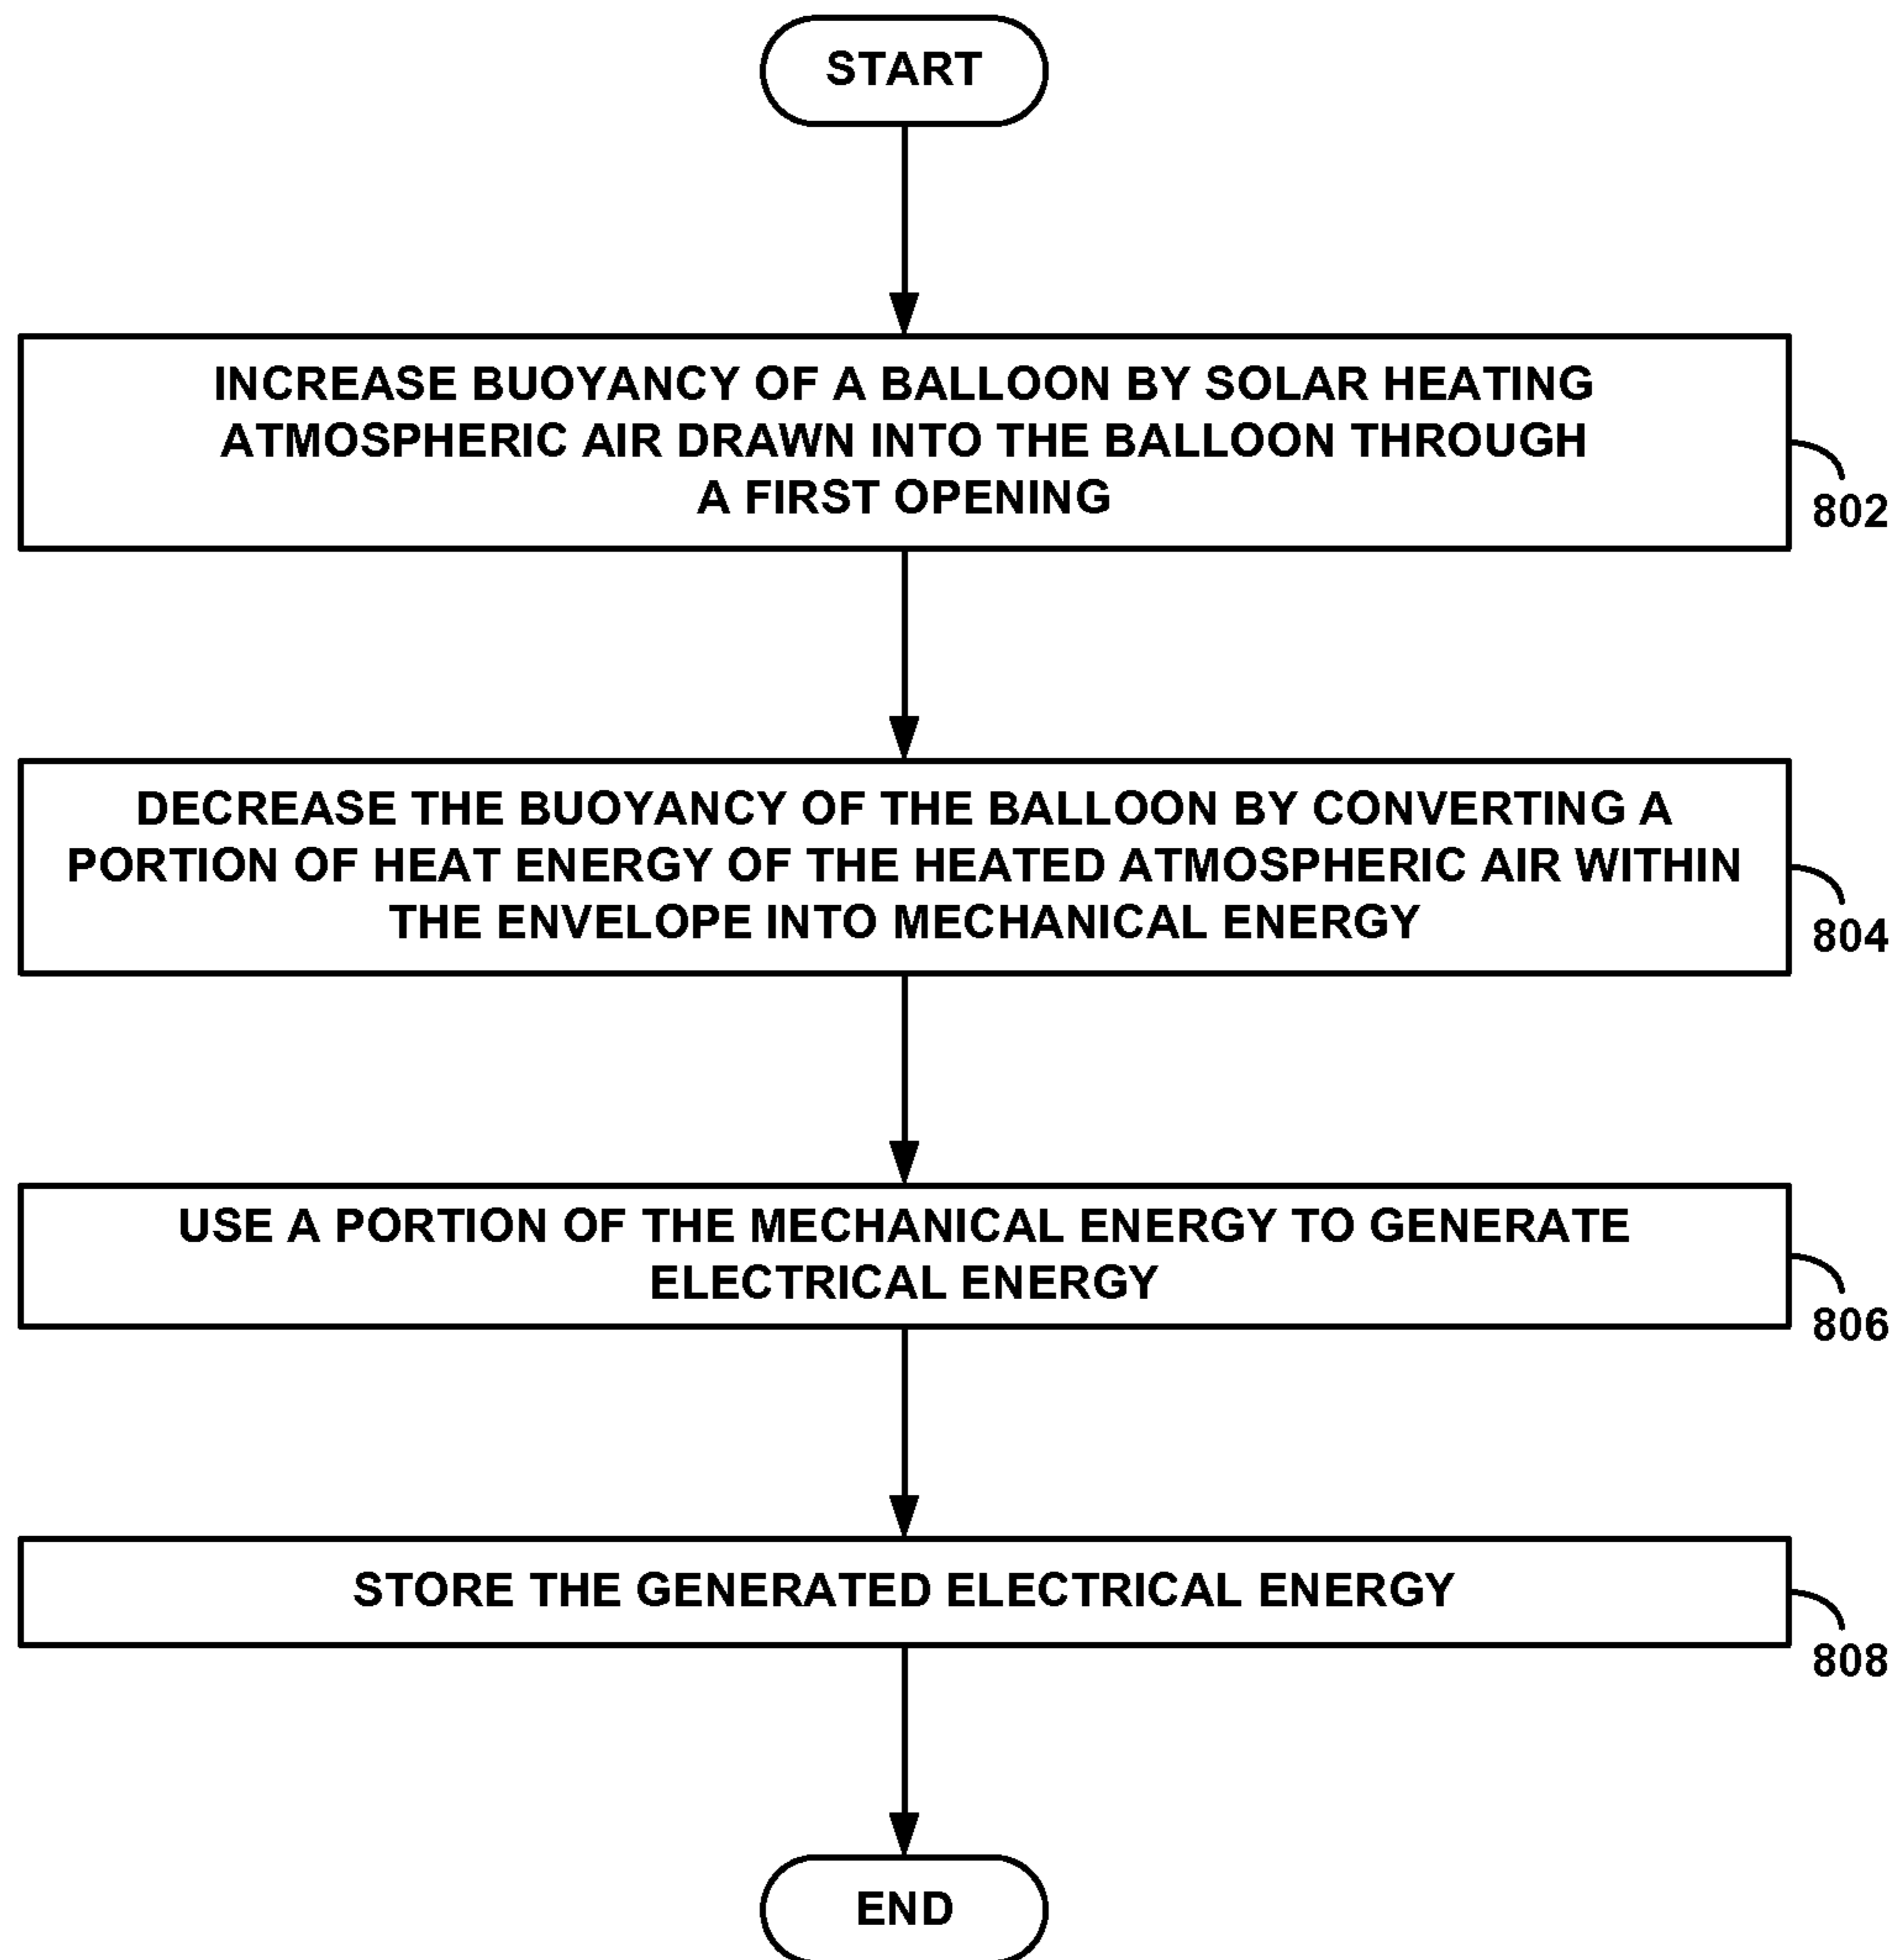 START
INCREASE BUOYANCY OF A BALLOON BY SOLAR HEATING
ATMOSPHERIC AIR DRAWN INTO THE BALLOON THROUGH
A FIRST OPENING
802
DECREASE THE BUOYANCY OF THE BALLOON BY CONVERTING A
PORTION OF HEAT ENERGY OF THE HEATED ATMOSPHERIC AIR WITHIN
THE ENVELOPE INTO MECHANICAL ENERGY
804
USE A PORTION OF THE MECHANICAL ENERGY TO GENERATE
ELECTRICAL ENERGY
806
STORE THE GENERATED ELECTRICAL ENERGY
808
END